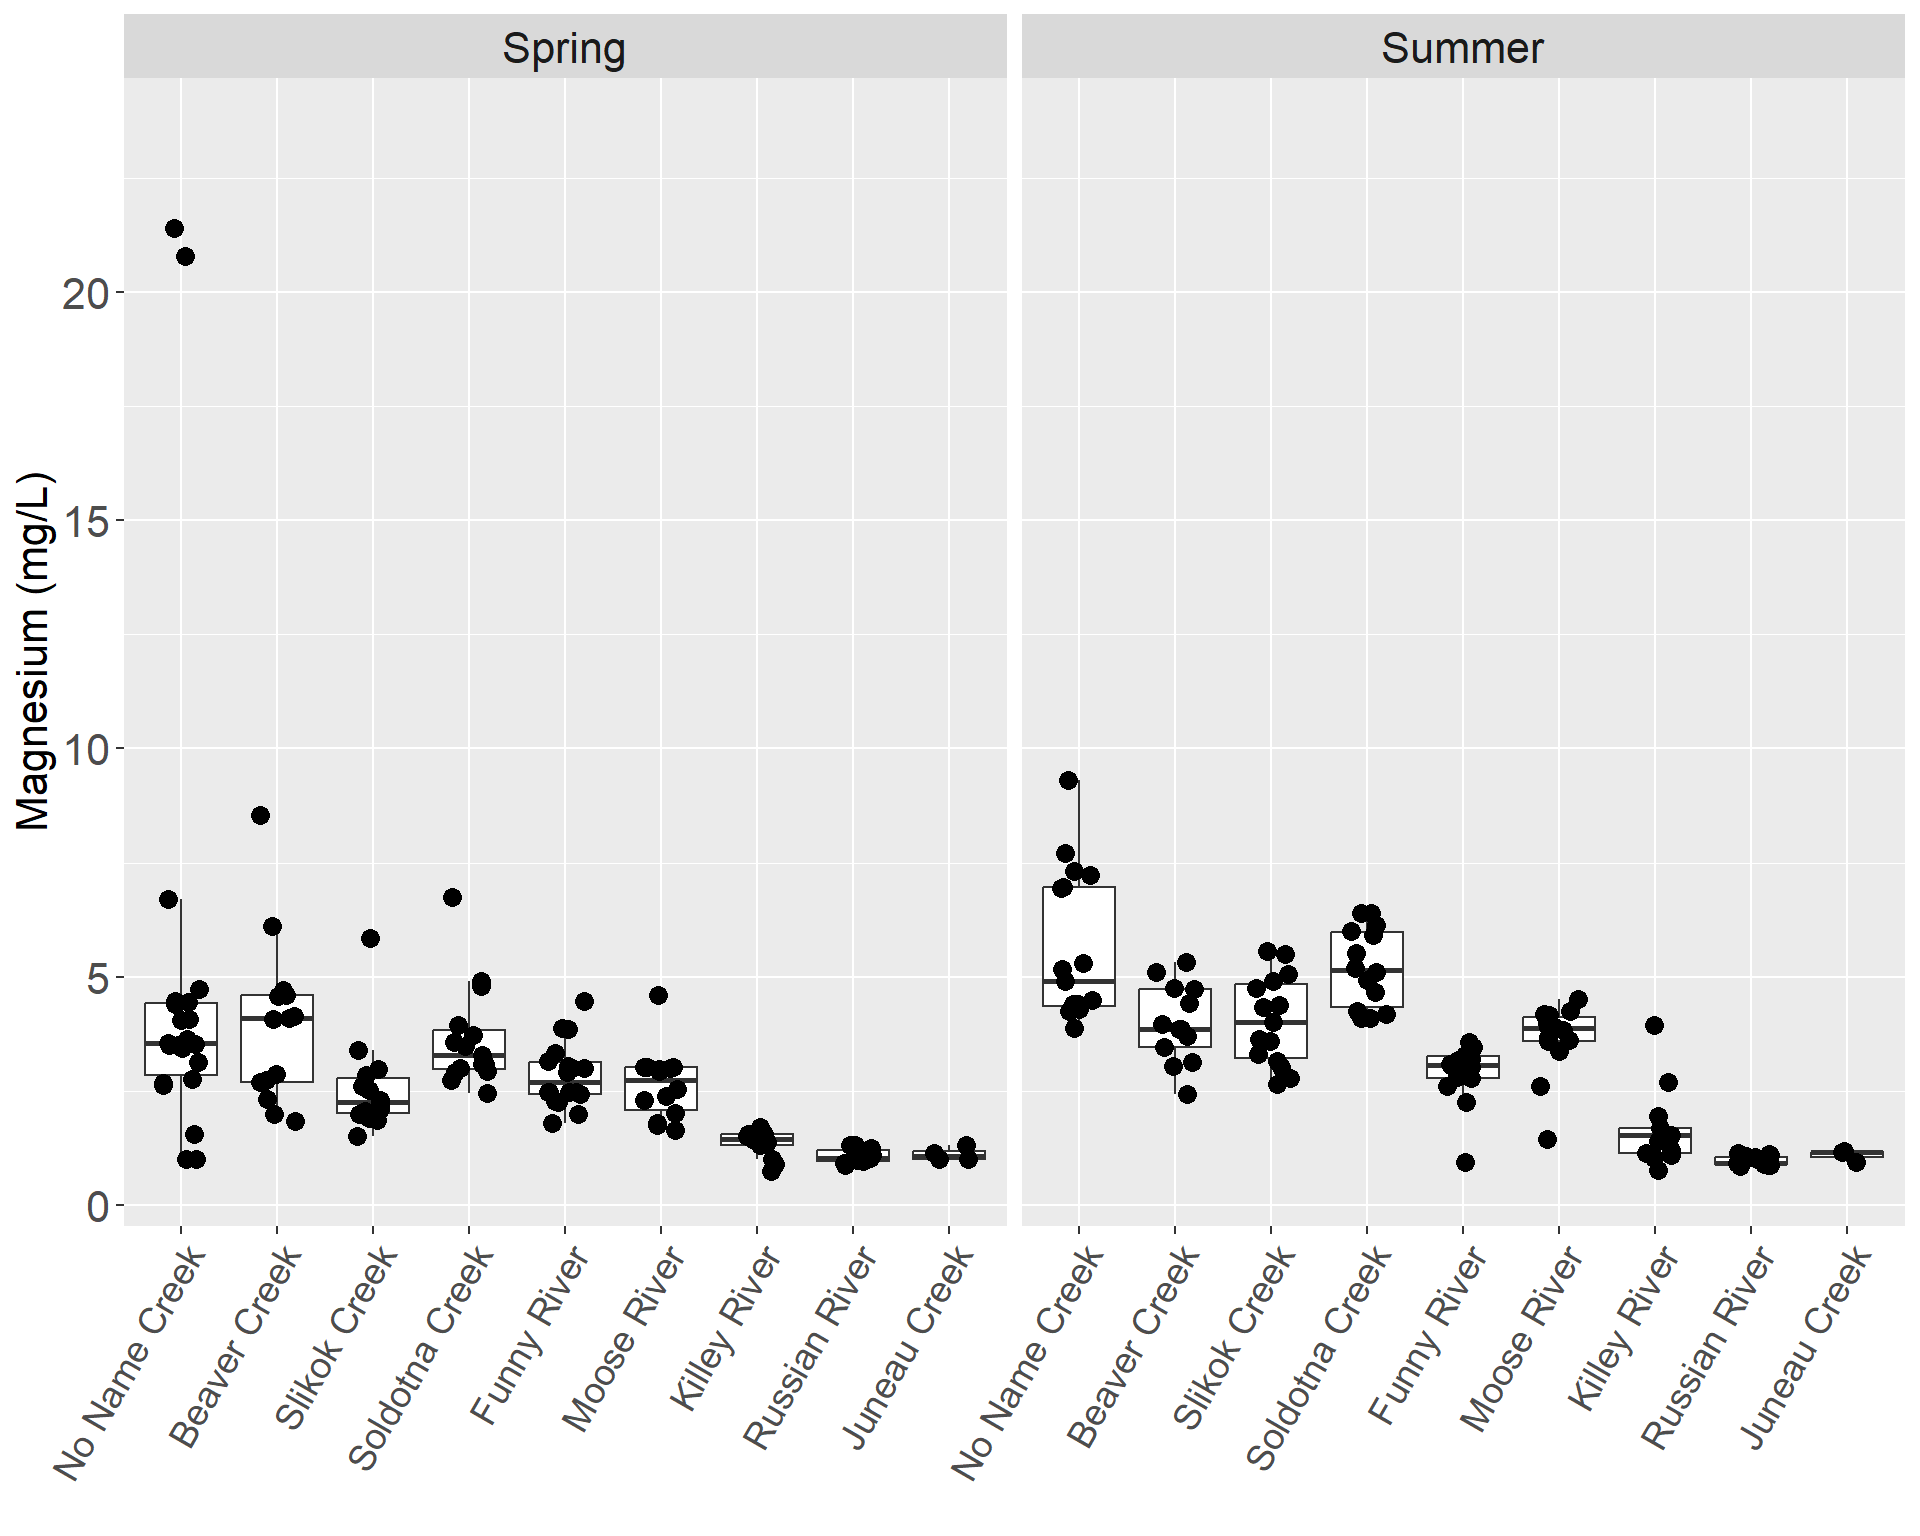 Spring
Summer
Magnesium (mg/L)
20
15
10
5
0
No Name Creek
Beaver Creek
Slikok Creek
Soldotna Creek
Funny River
Moose River
Killey River
Russian River
Juneau Creek
No Name Creek
Beaver Creek
Slikok Creek
Soldotna Creek
Funny River
Moose River
Killey River
Russian River
Juneau Creek